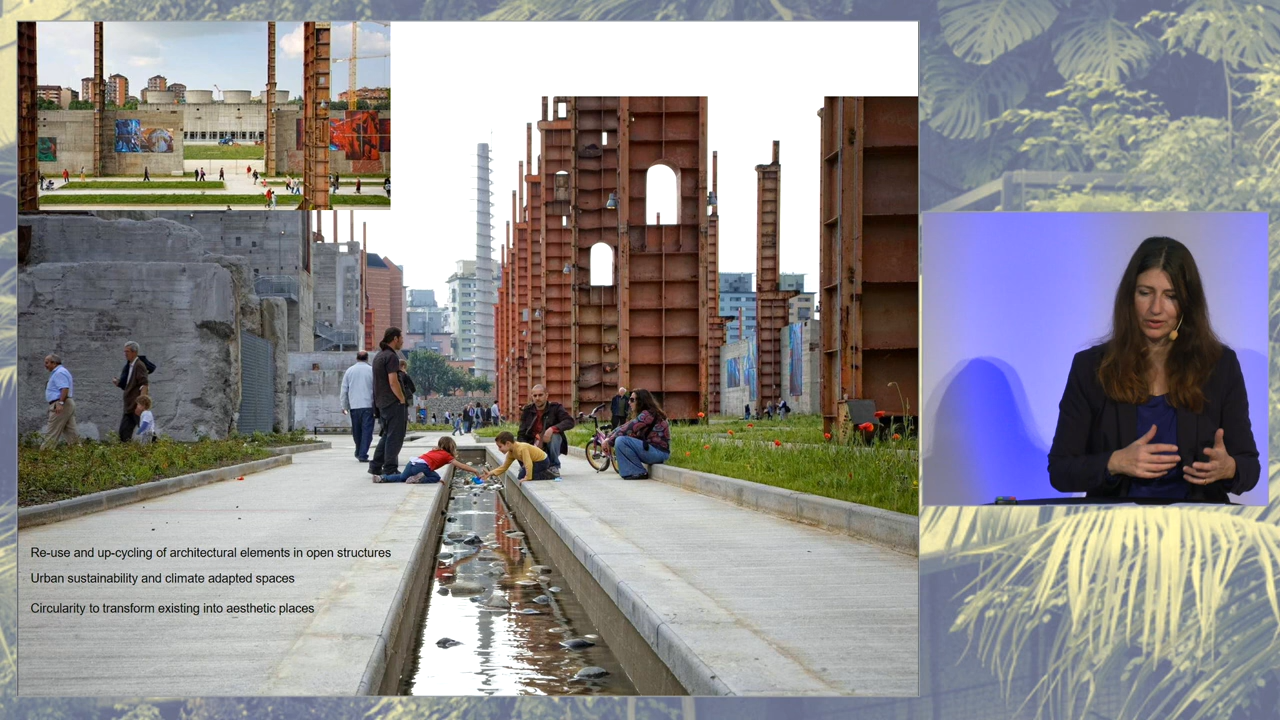 Re-use and up-cycling of architectural elements in open structures
Urban sustainability and climate adapted spaces
Circularity to transform existing into aesthetic places